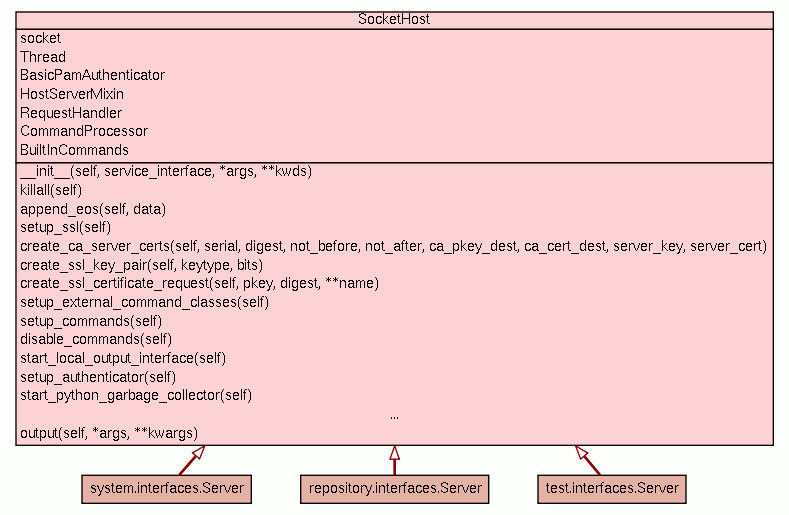 SocketHost
socket
Thread
BasicPamAuthenticator
HostServerMixin
RequestHandler
CommandProcessor
BuiltInCommands
__init__(self, service_interface, *args, **kwds)
killall(self)
append_eos(self, data)
setup_ssl(self)
create_ca_server_certs(self, serial, digest, not_before, not_after, ca_pkey_dest, ca_cert_dest, server_key, server_cert)
create_ssl_key_pair(self, keytype, bits)
create_ssl_certificate_request(self, pkey, digest, **name)
setup_external_command_classes(self)
setup_commands(self)
disable_commands(self)
start_local_output_interface(self)
setup_authenticator(self)
start_python_garbage_collector(self)
...
output(self, *args, **kwargs)
system.interfaces.Server
repository.interfaces.Server
test.interfaces.Server